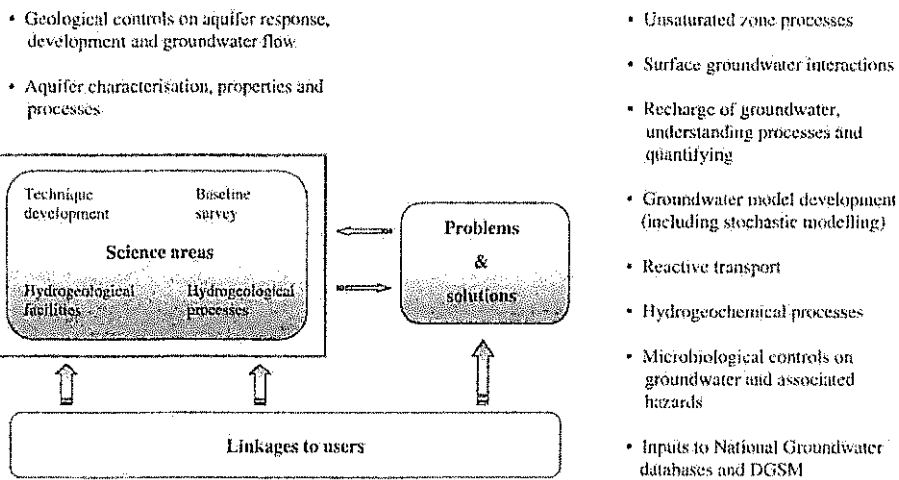 • Geological controls on aquifer response,
development and groundwater flow
• Aquifer characterisation, properties and
processes
Technique
development
Baseline
survey
Science areas
Hydrogeological
facilities
Hydrogeological
processes
Problems
&
solutions
Linkages to users
• Unsaturated zone processes
• Surface groundwater interactions
• Recharge of groundwater,
understanding processes and
quantifying
• Groundwater model development
(including stochastic modelling)
• Reactive transport
• Hydrogeochemical processes
• Microbiological controls on
groundwater and associated
hazards
• Inputs to National Groundwater
databases and DGSM